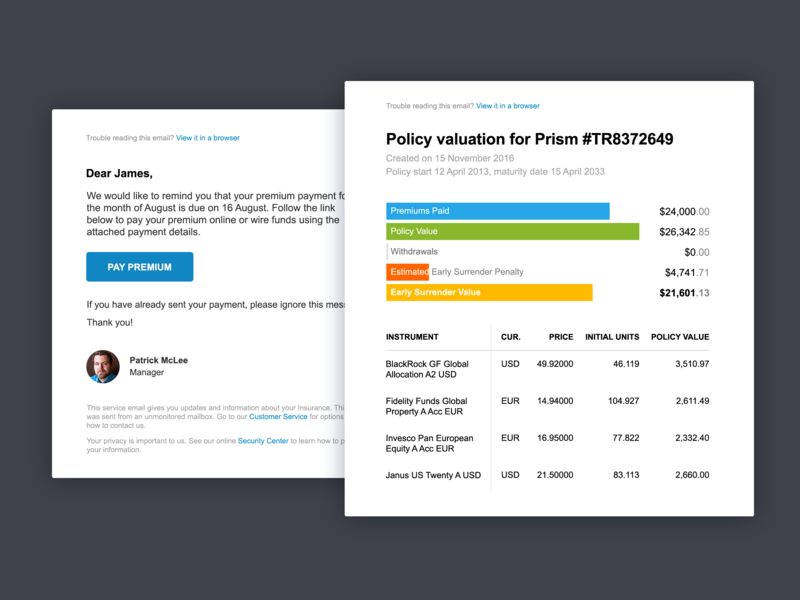 Trouble reading this email? View it in a browser
Dear James,
We would like to remind you that your premium payment fo
the month of August is due on 16 August. Follow the link
below to pay your premium online or wire funds using the
attached payment details.
PAY PREMIUM
If you have already sent your payment, please ignore this mess
Thank you!
Patrick McLee
Manager
This service email gives you updates and information about your Insurance. Thi
was sent from an unmonitored mailbox. Go to our Customer Service for options
how to contact us.
Your privacy is important to us. See our online Security Center to learn how to p
your information.
Trouble reading this email? View it in a browser
Policy valuation for Prism #TR8372649
Created on 15 November 2016
Policy start 12 April 2013, maturity date 15 April 2033
Premiums Paid $24,000.00
Policy Value $26,342.85
Withdrawals $0.00
Estimated Early Surrender Penalty $4,741.71
Early Surrender Value $21,601.13
INSTRUMENT CUR. PRICE INITIAL UNITS POLICY VALUE
BlackRock GF Global USD 49.92000 46.119 3,510.97
Allocation A2 USD
Fidelity Funds Global EUR 14.94000 104.927 2,611.49
Property A Acc EUR
Invesco Pan European EUR 16.95000 77.822 2,332.40
Equity A Acc EUR
Janus US Twenty A USD USD 21.50000 83.113 2,660.00